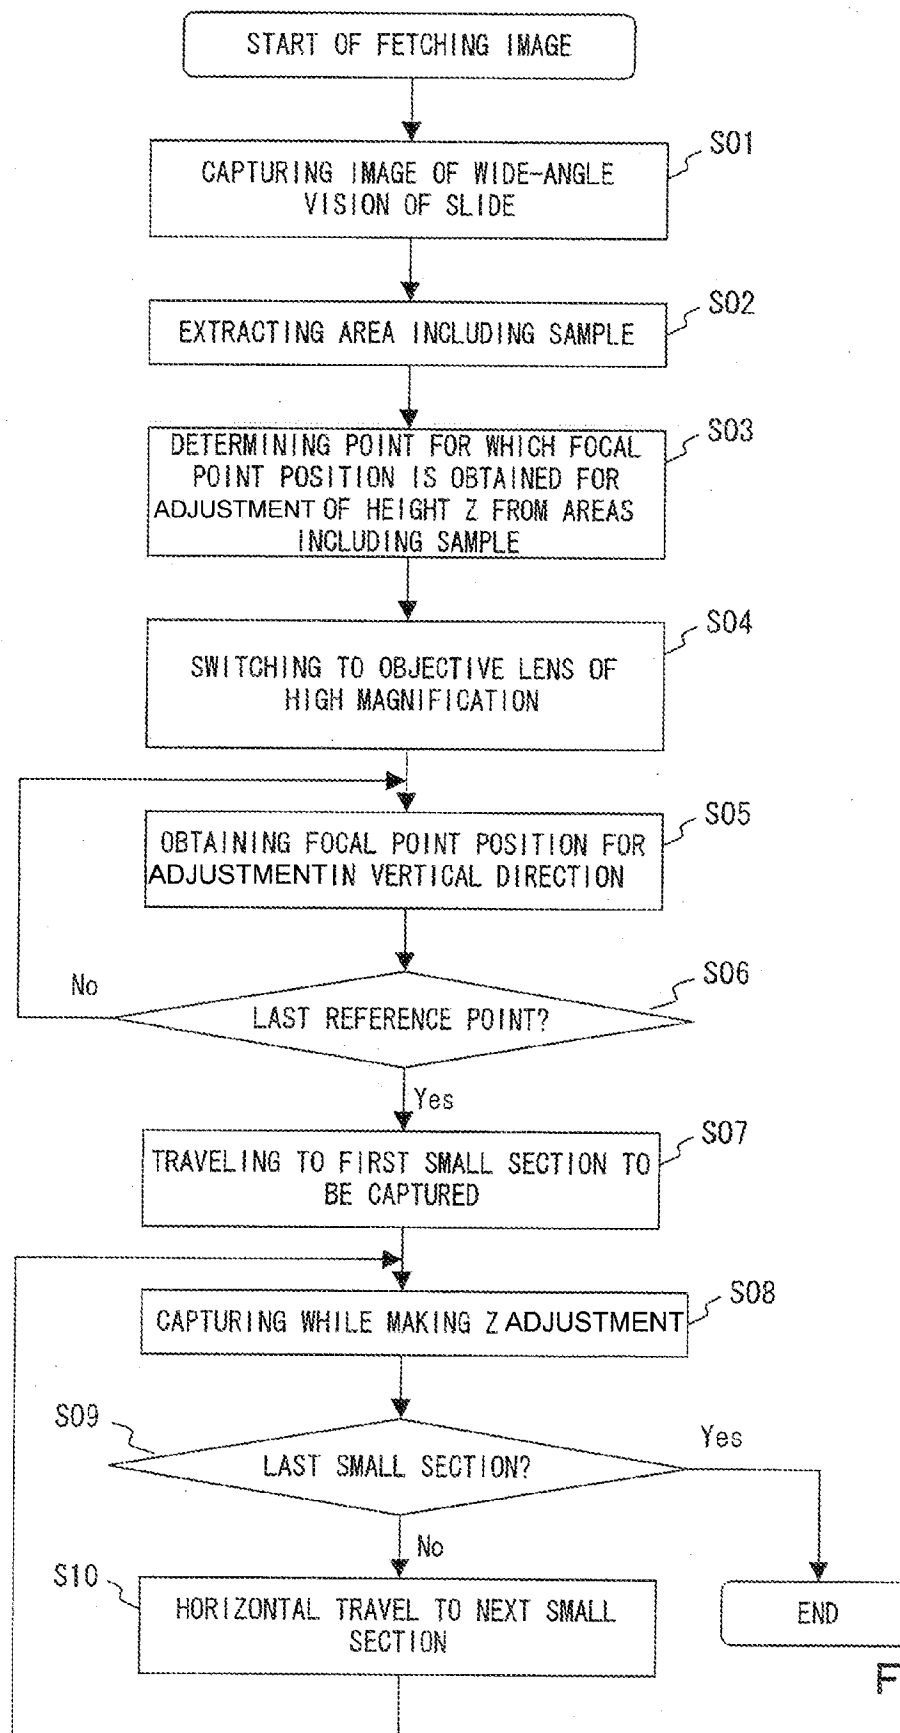 START OF FETCHING IMAGE
S01
CAPTURING IMAGE OF WIDE-ANGLE
VISION OF SLIDE
S02
EXTRACTING AREA INCLUDING SAMPLE
S03
DETERMINING POINT FOR WHICH FOCAL
POINT POSITION IS OBTAINED FOR
ADJUSTMENT OF HEIGHT Z FROM AREAS
INCLUDING SAMPLE
S04
SWITCHING TO OBJECTIVE LENS OF
HIGH MAGNIFICATION
S05
OBTAINING FOCAL POINT POSITION FOR
ADJUSTMENT IN VERTICAL DIRECTION
S06
No
LAST REFERENCE POINT?
Yes
S07
TRAVELING TO FIRST SMALL SECTION TO
BE CAPTURED
S08
CAPTURING WHILE MAKING Z ADJUSTMENT
S09
LAST SMALL SECTION?
Yes
No
S10
HORIZONTAL TRAVEL TO NEXT SMALL
SECTION
END
F